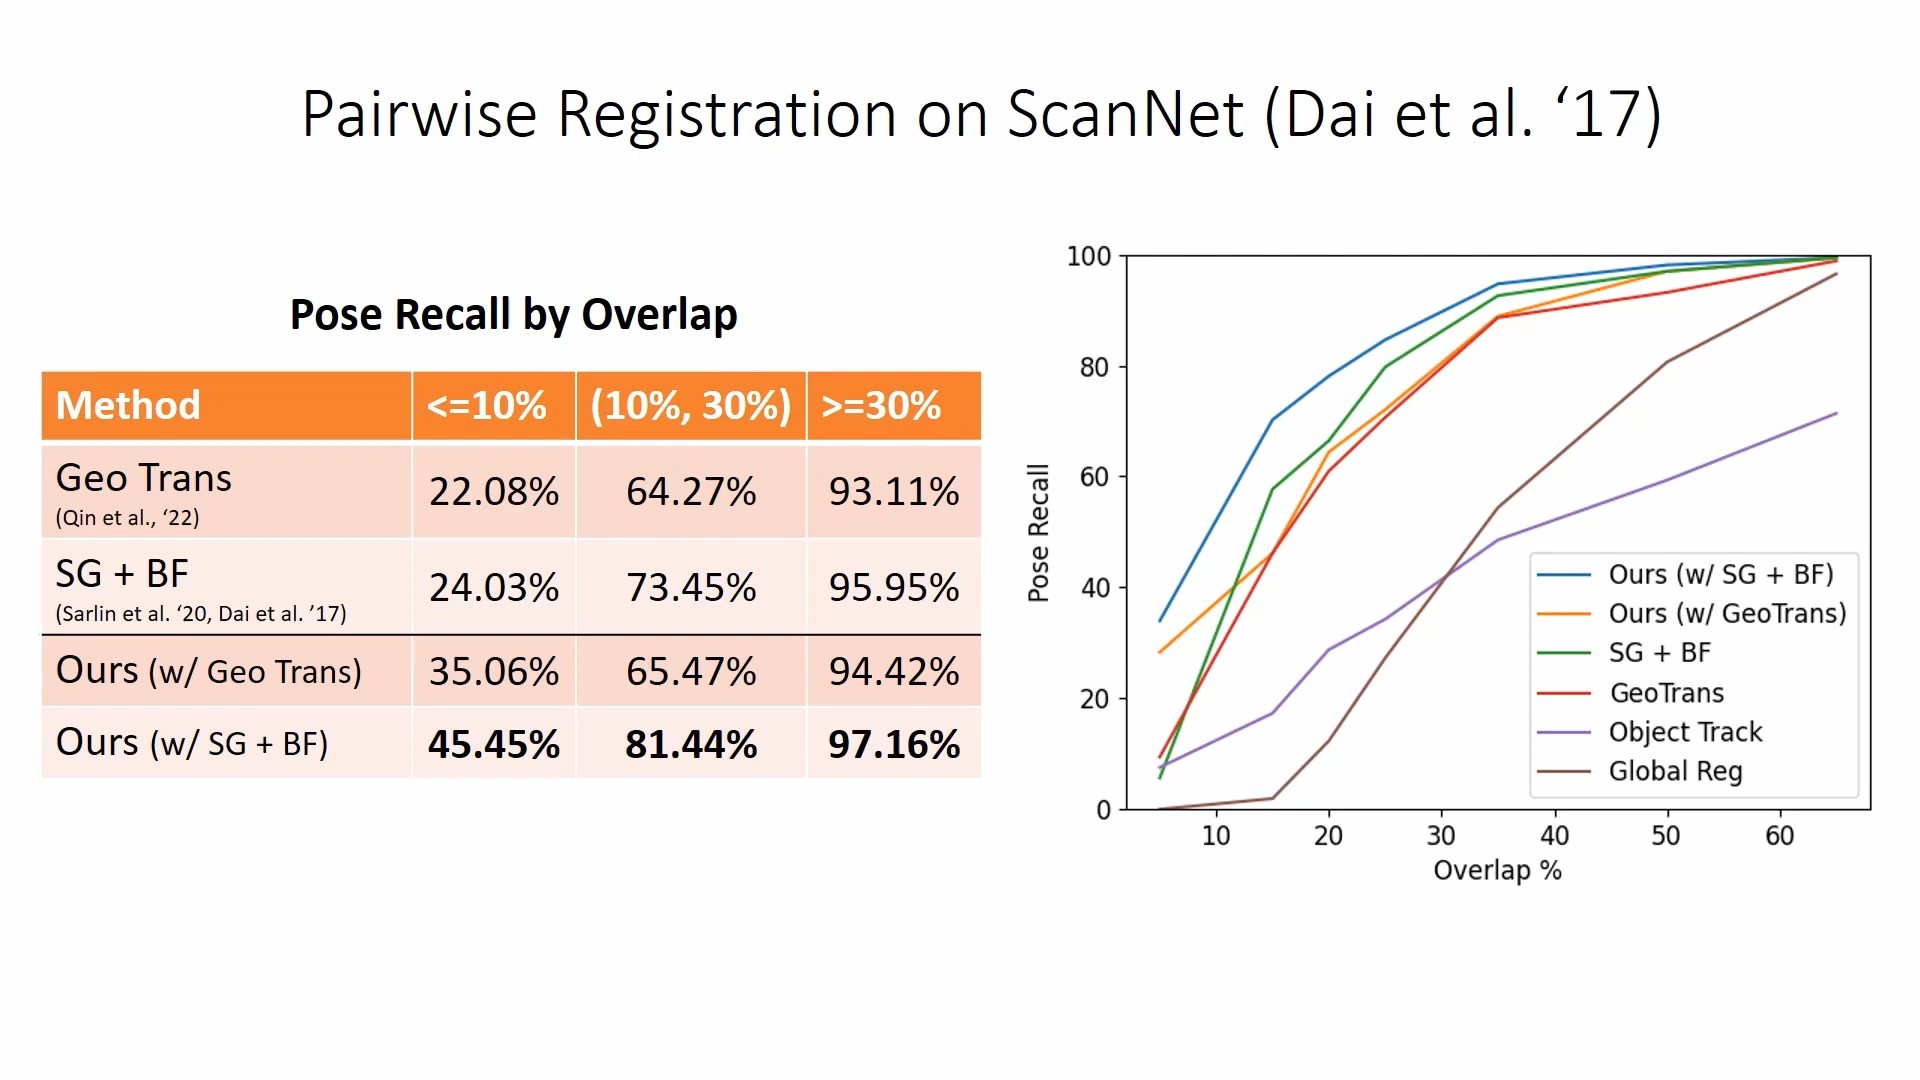 Pairwise Registration on ScanNet (Dai et al. ‘17)
Pose Recall by Overlap
Method <=10% (10%, 30%) >=30%
Geo Trans
(Qin et al., ‘22)
22.08% 64.27% 93.11%
SG + BF
(Sarlin et al. ‘20, Dai et al. ’17)
24.03% 73.45% 95.95%
Ours (w/ Geo Trans) 35.06% 65.47% 94.42%
Ours (w/ SG + BF) 45.45% 81.44% 97.16%
100
80
60
40
20
0
Pose Recall
10 20 30 40 50 60
Overlap %
Ours (w/ SG + BF)
Ours (w/ GeoTrans)
SG + BF
GeoTrans
Object Track
Global Reg